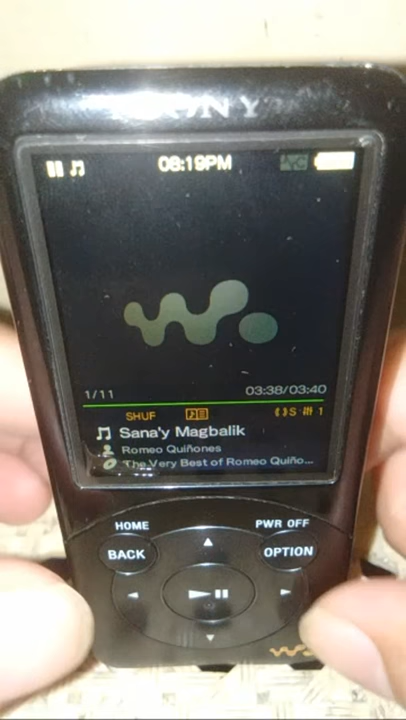 SONY
08:19PM
1/11 03:38/03:40
SHUF S 1
Sana'y Magbalik
Romeo Quiñones
The Very Best of Romeo Quiño...
HOME PWR OFF
BACK OPTION